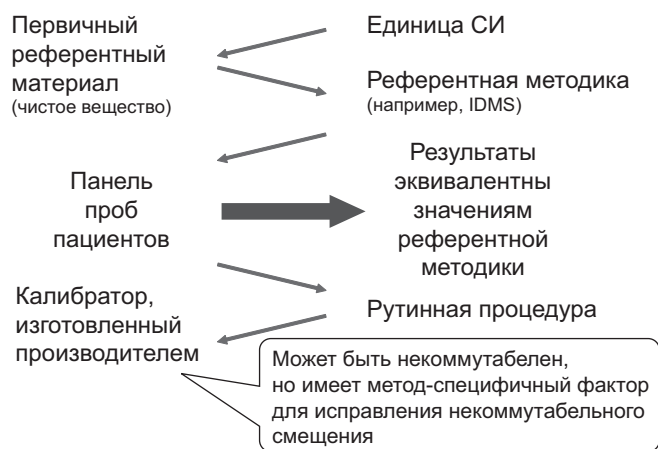 Первичный
референтный
материал
(чистое вещество)
Единица СИ
Референтная методика
(например, IDMS)
Панель
проб
пациентов
Результаты
эквивалентны
значениям
референтной
методики
Калибратор,
изготовленный
производителем
Рутинная процедура
Может быть некоммутабелен,
но имеет метод-специфичный фактор
для исправления некоммутабельного
смещения